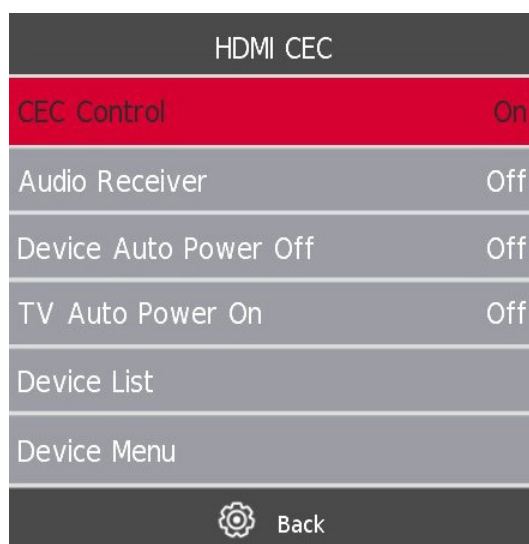 HDMI CEC
CEC Control On
Audio Receiver Off
Device Auto Power Off Off
TV Auto Power On Off
Device List
Device Menu
Back